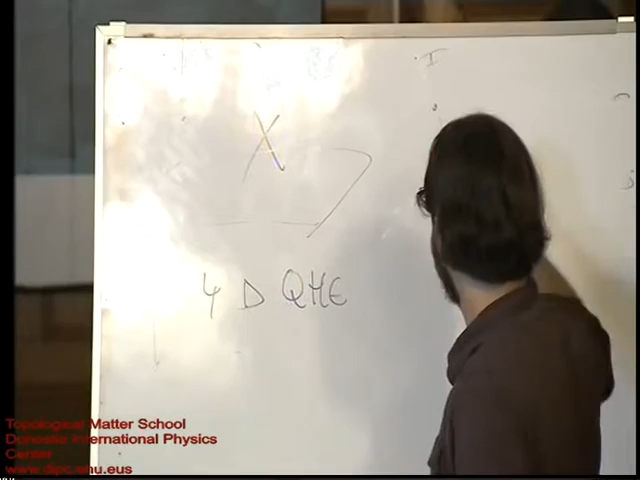 4 D QHE
Topological Matter School
Donostia International Physics
Center
www.dipc.ehu.eus